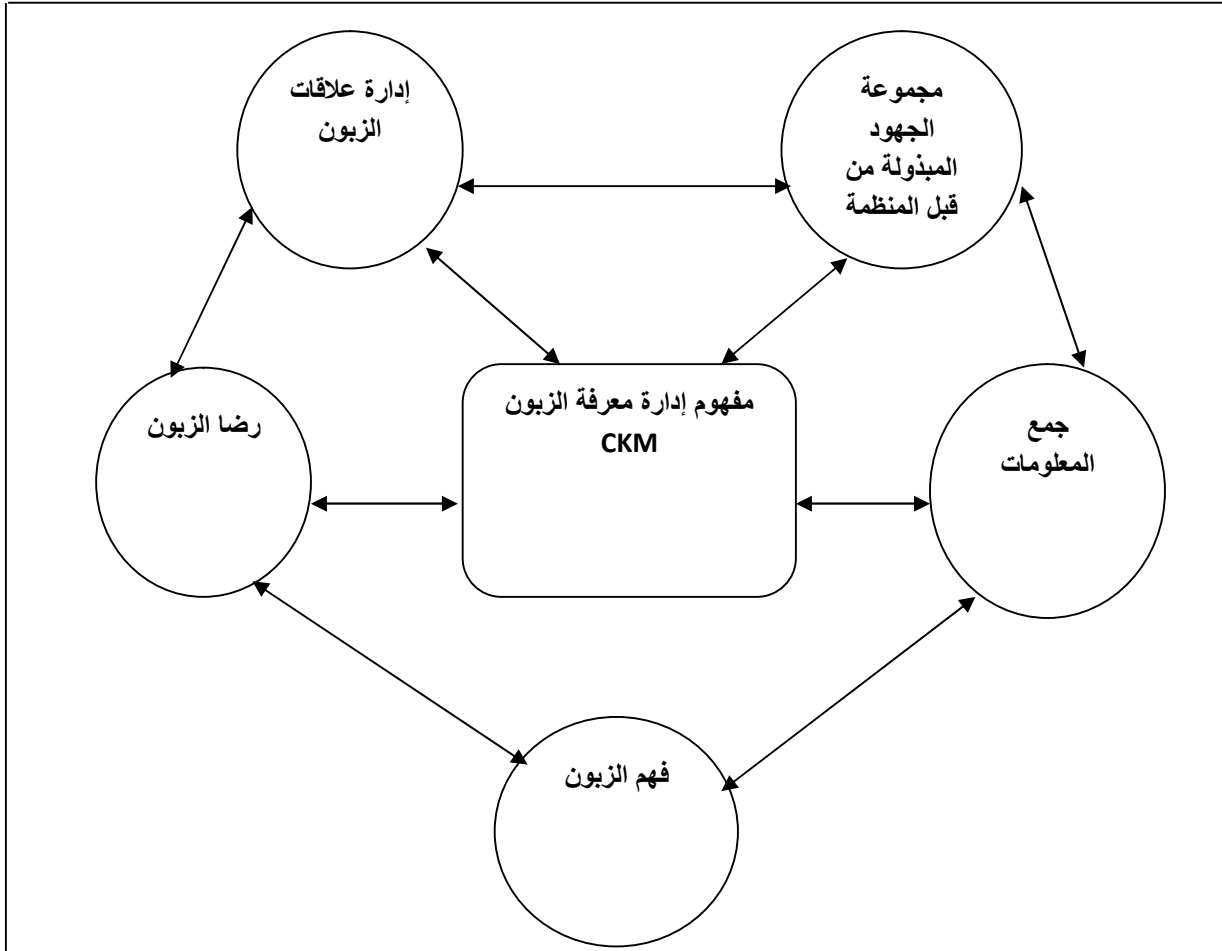 مجموعة
الجهود
المبذولة من
قبل المنظمة
إدارة علاقات
الزبون
مفهوم إدارة معرفة الزبون
CKM
جمع
المعلومات
رضا الزبون
فهم الزبون